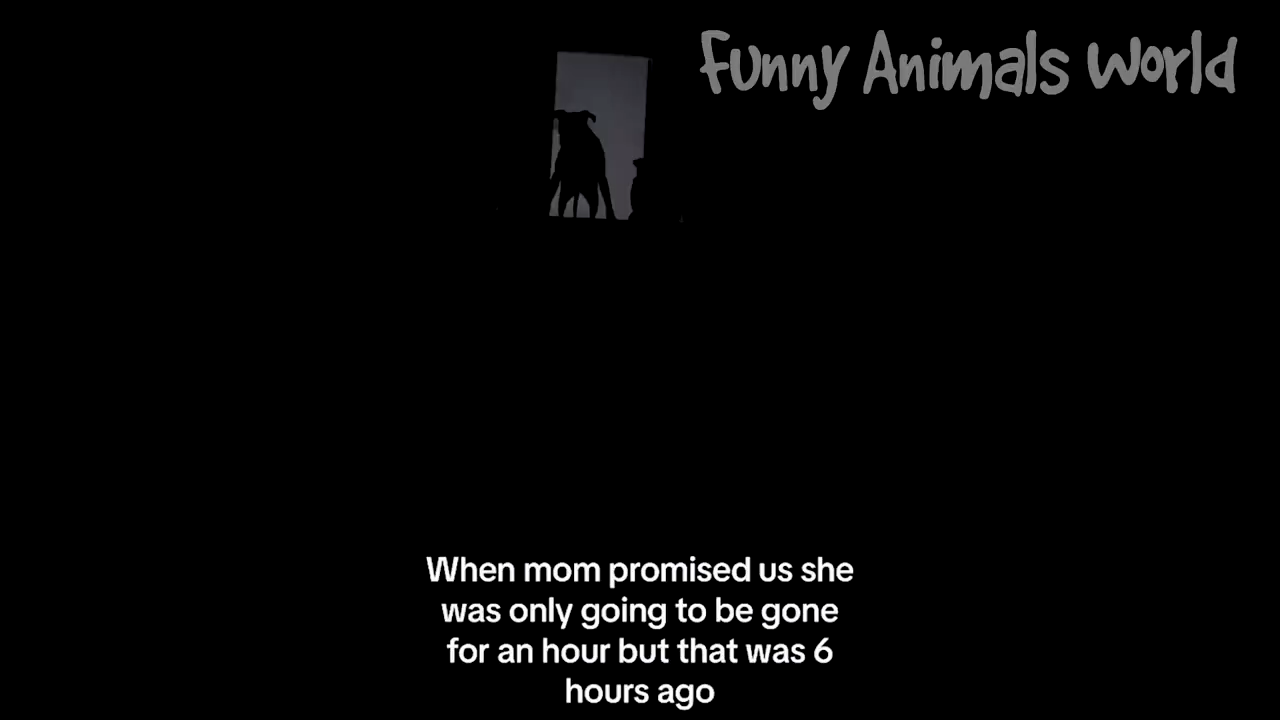 Funny Animals World
When mom promised us she
was only going to be gone
for an hour but that was 6
hours ago